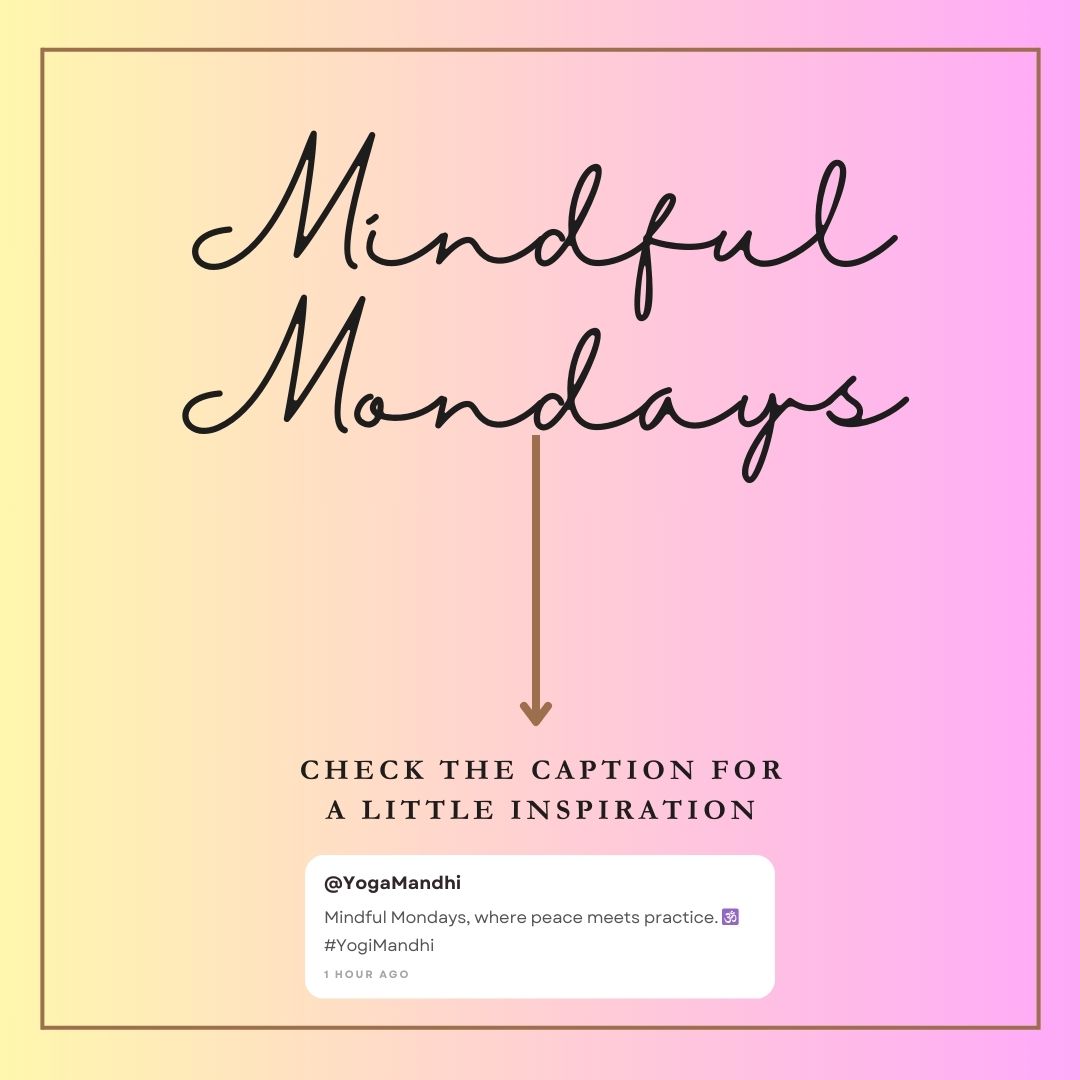 Mindful
Mondays
CHECK THE CAPTION FOR
A LITTLE INSPIRATION
@YogaMandhi
Mindful Mondays, where peace meets practice. 🕉️
#YogiMandhi
1 HOUR AGO